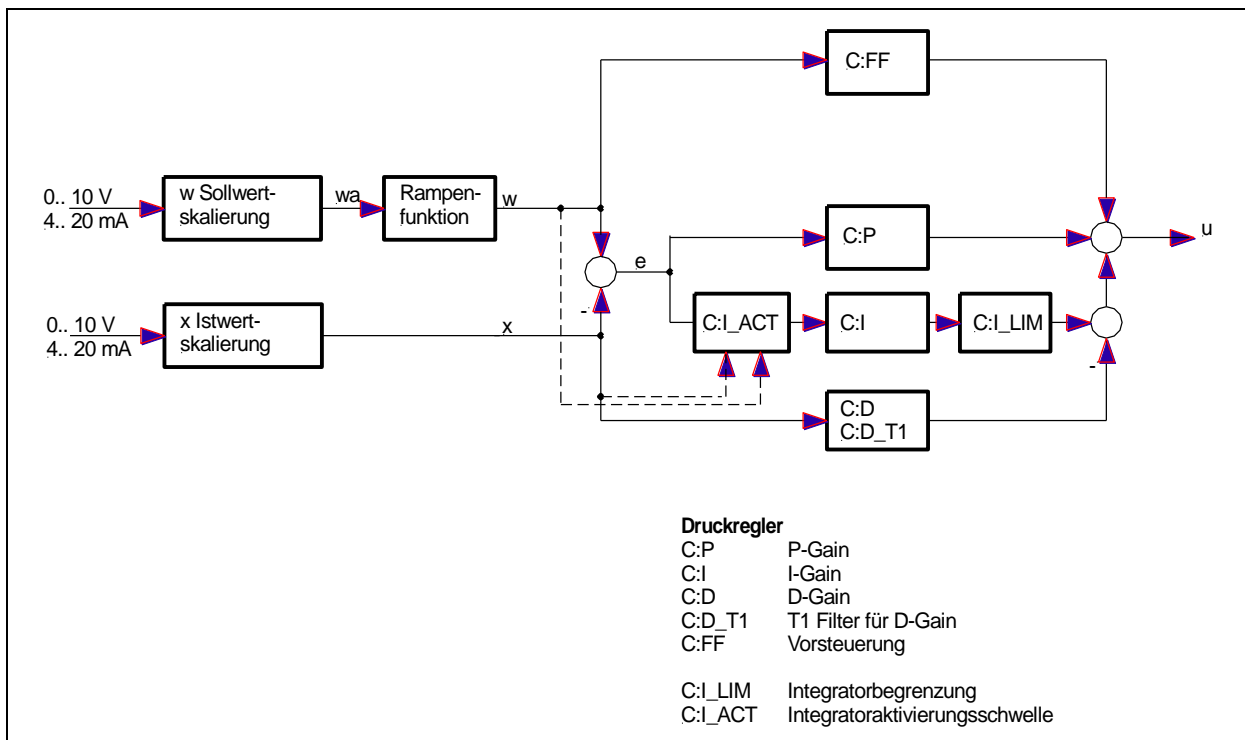 C:FF
0.. 10 V
4.. 20 mA
w Sollwert-
skalierung
wa
Rampen-
funktion
w
C:P
u
e
0.. 10 V
4.. 20 mA
x Istwert-
skalierung
x
-
C:I_ACT
C:I
C:I_LIM
-
C:D
C:D_T1
Druckregler
C:P P-Gain
C:I I-Gain
C:D D-Gain
C:D_T1 T1 Filter für D-Gain
C:FF Vorsteuerung
C:I_LIM Integratorbegrenzung
C:I_ACT Integratoraktivierungsschwelle